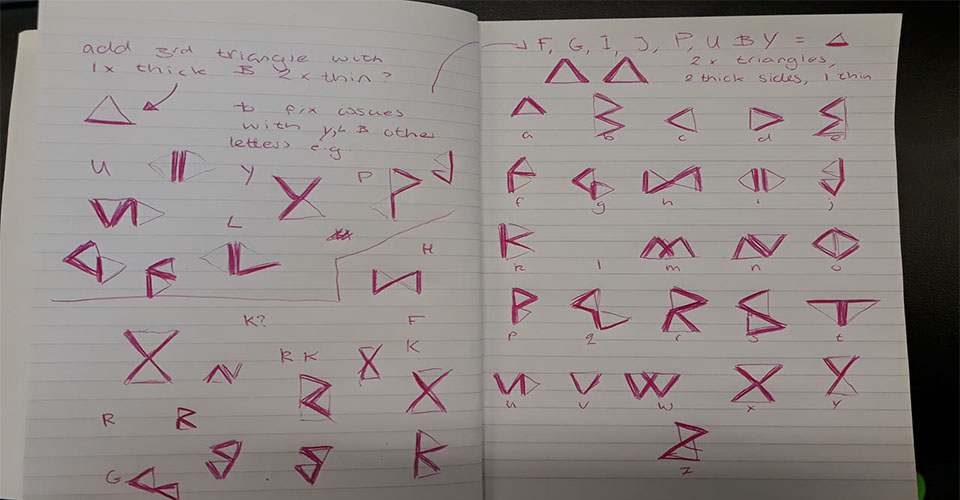 add 3rd triangle with
1x thick & 2x thin?
to fix issues
with y, L & other
letters e.g.
U Y P
L
H
K?
F
R K K
R
G
→ F, G, I, J, P, U & Y = △
2 x triangles,
2 thick sides, 1 thin
a b c d e
f g h i j
k l m n o
p q r s t
u v w x y
z